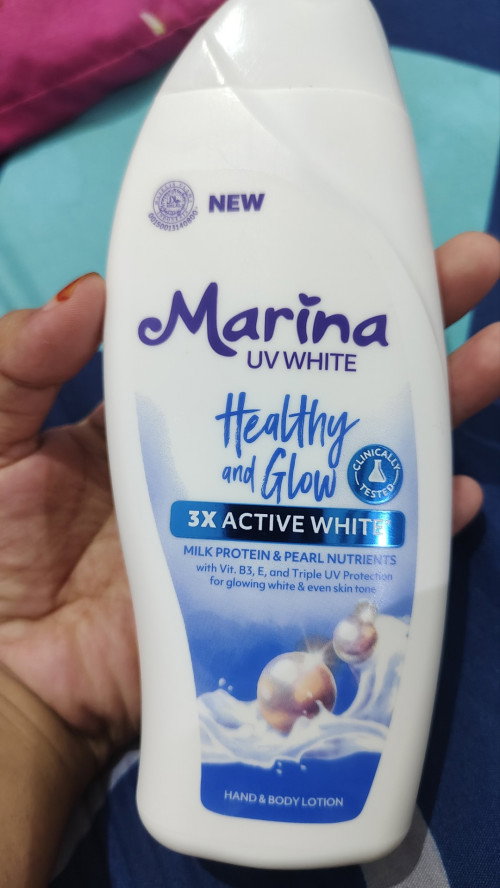 NEW
Marina
UV WHITE
Healthy
and Glow
CLINICALLY
TESTED
3X ACTIVE WHITE
MILK PROTEIN & PEARL NUTRIENTS
with Vit. B3, E, and Triple UV Protection
for glowing white & even skin tone
HAND & BODY LOTION